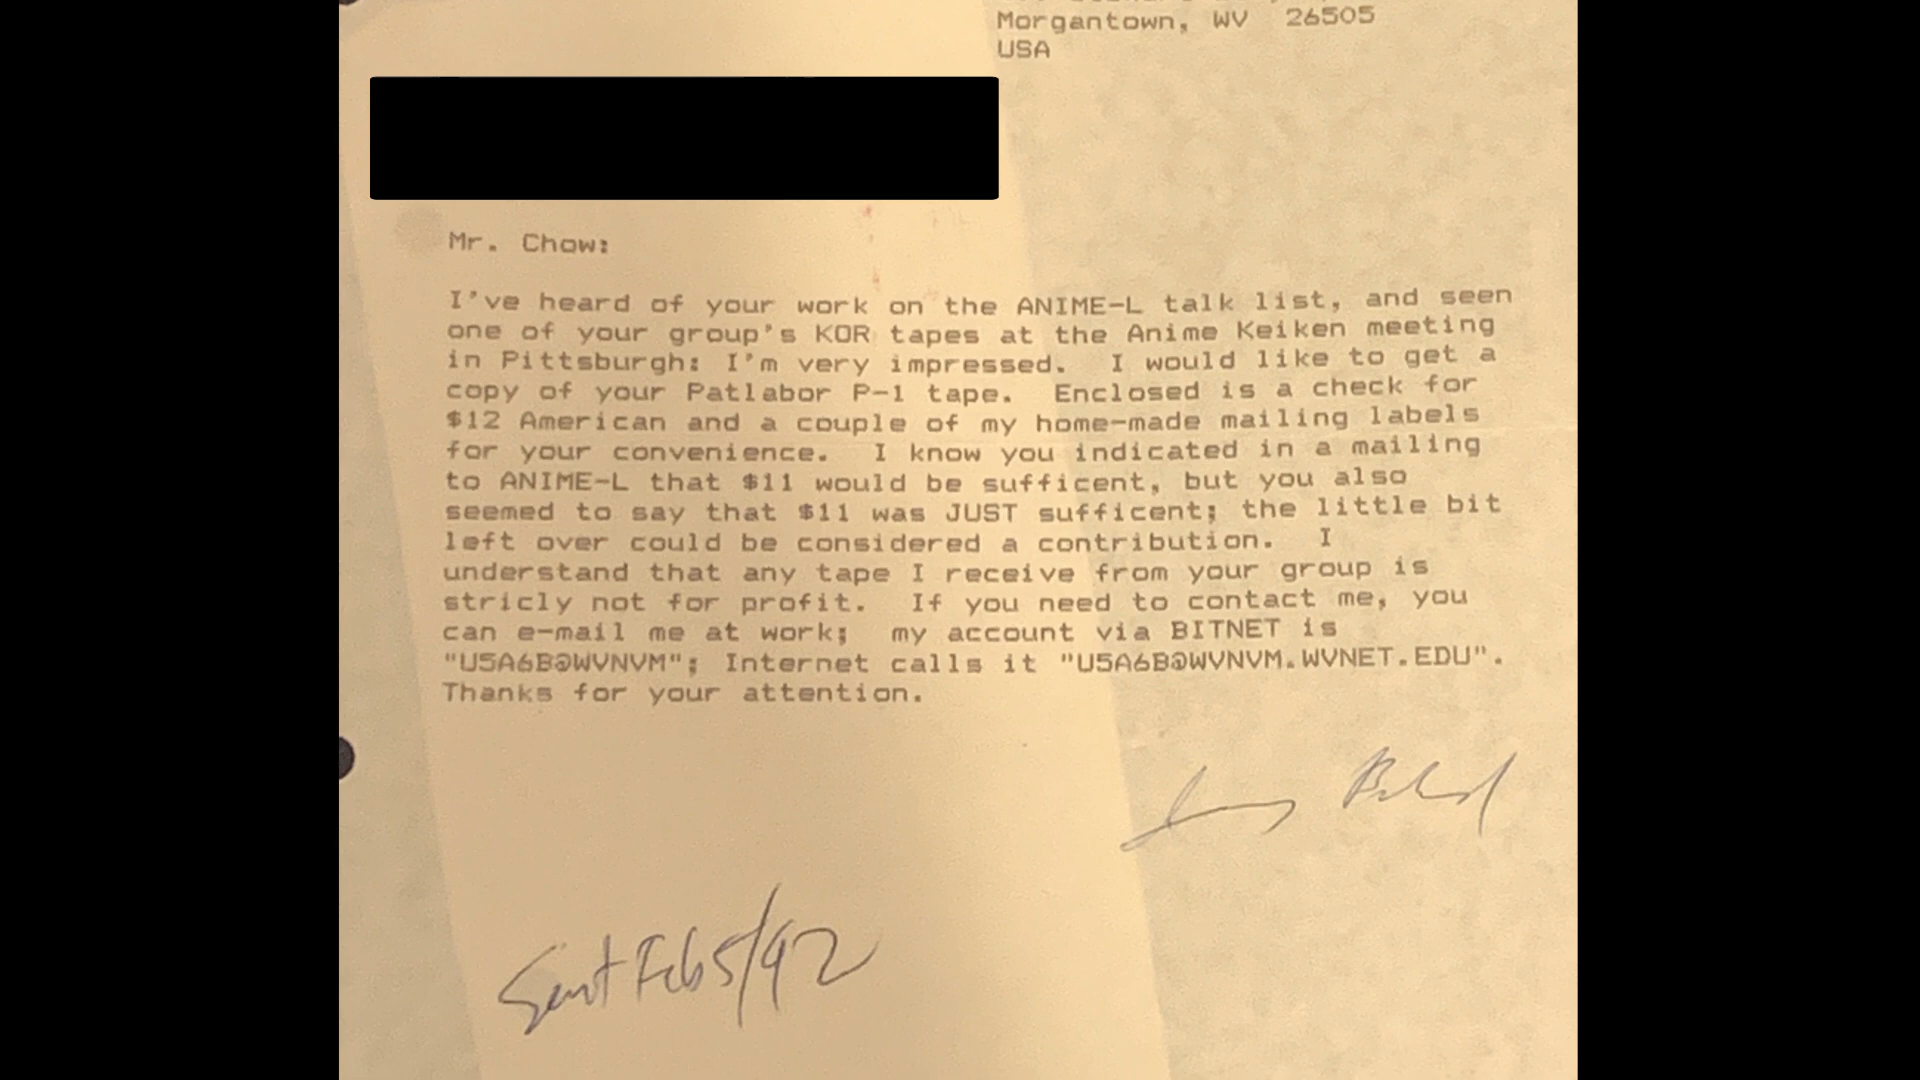 Morgantown, WV  26505
USA
Mr. Chow:
I've heard of your work on the ANIME-L talk list, and seen
one of your group's KOR tapes at the Anime Keiken meeting
in Pittsburgh: I'm very impressed.  I would like to get a
copy of your Patlabor P-1 tape.  Enclosed is a check for
$12 American and a couple of my home-made mailing labels
for your convenience.  I know you indicated in a mailing
to ANIME-L that $11 would be sufficent, but you also
seemed to say that $11 was JUST sufficent; the little bit
left over could be considered a contribution.  I
understand that any tape I receive from your group is
stricly not for profit.  If you need to contact me, you
can e-mail me at work;  my account via BITNET is
"U5A6B@WVNVM"; Internet calls it "U5A6B@WVNVM.WVNET.EDU".
Thanks for your attention.
Sent Feb 5/92